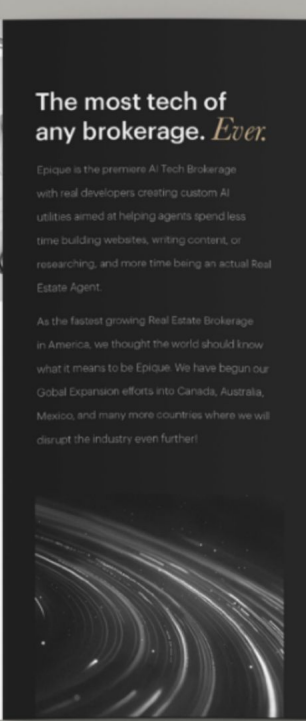 The most tech of
any brokerage. Ever.
Epique is the premiere AI Tech Brokerage
with real developers creating custom AI
utilities aimed at helping agents spend less
time building websites, writing content, or
researching, and more time being an actual Real
Estate Agent.
As the fastest growing Real Estate Brokerage
in America, we thought the world should know
what it means to be Epique. We have begun our
Gobal Expansion efforts into Canada, Australia,
Mexico, and many more countries where we will
disrupt the industry even further!